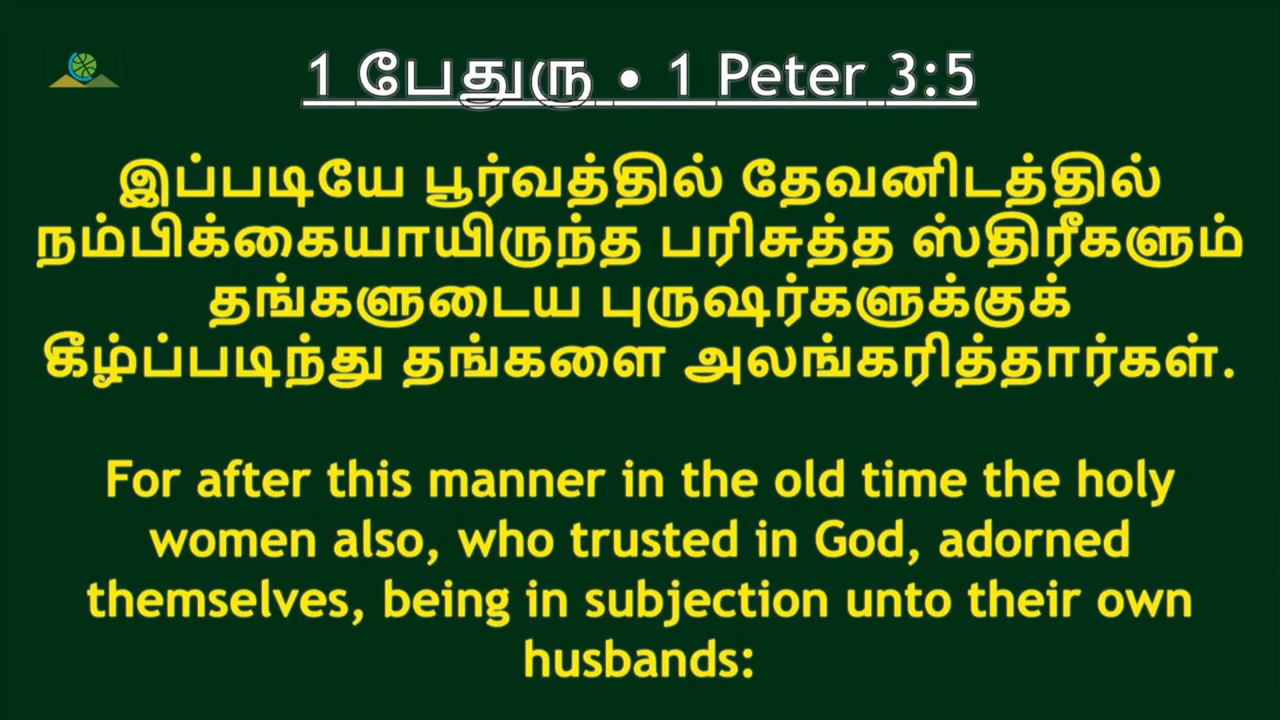 1 பேதுரு • 1 Peter 3:5
இப்படியே பூர்வத்தில் தேவனிடத்தில்
நம்பிக்கையாயிருந்த பரிசுத்த ஸ்திரீகளும்
தங்களுடைய புருஷர்களுக்குக்
கீழ்ப்படிந்து தங்களை அலங்கரித்தார்கள்.
For after this manner in the old time the holy
women also, who trusted in God, adorned
themselves, being in subjection unto their own
husbands: